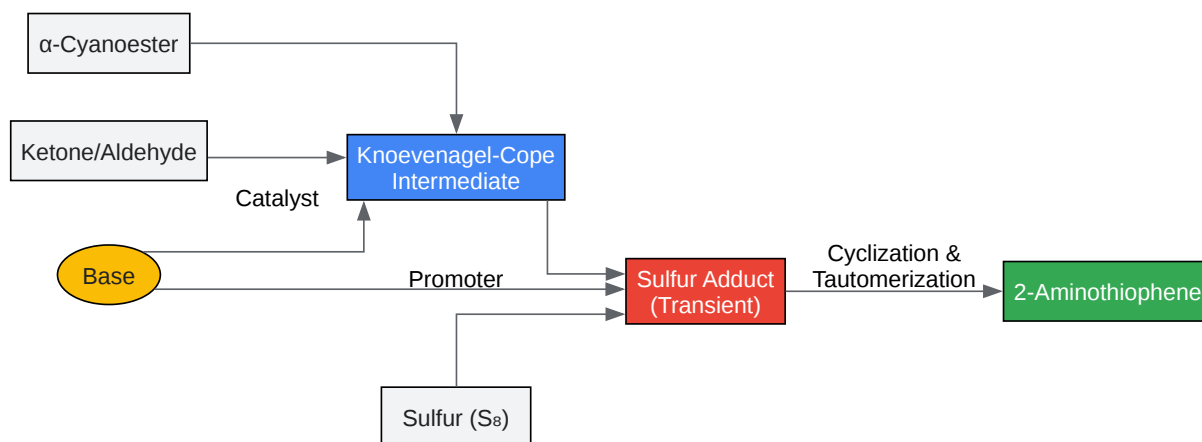 α-Cyanoester
Ketone/Aldehyde
Knoevenagel-Cope
Intermediate
Catalyst
Base
Promoter
Sulfur Adduct
(Transient)
Cyclization &
Tautomerization
2-Aminothiophene
Sulfur (S₈)